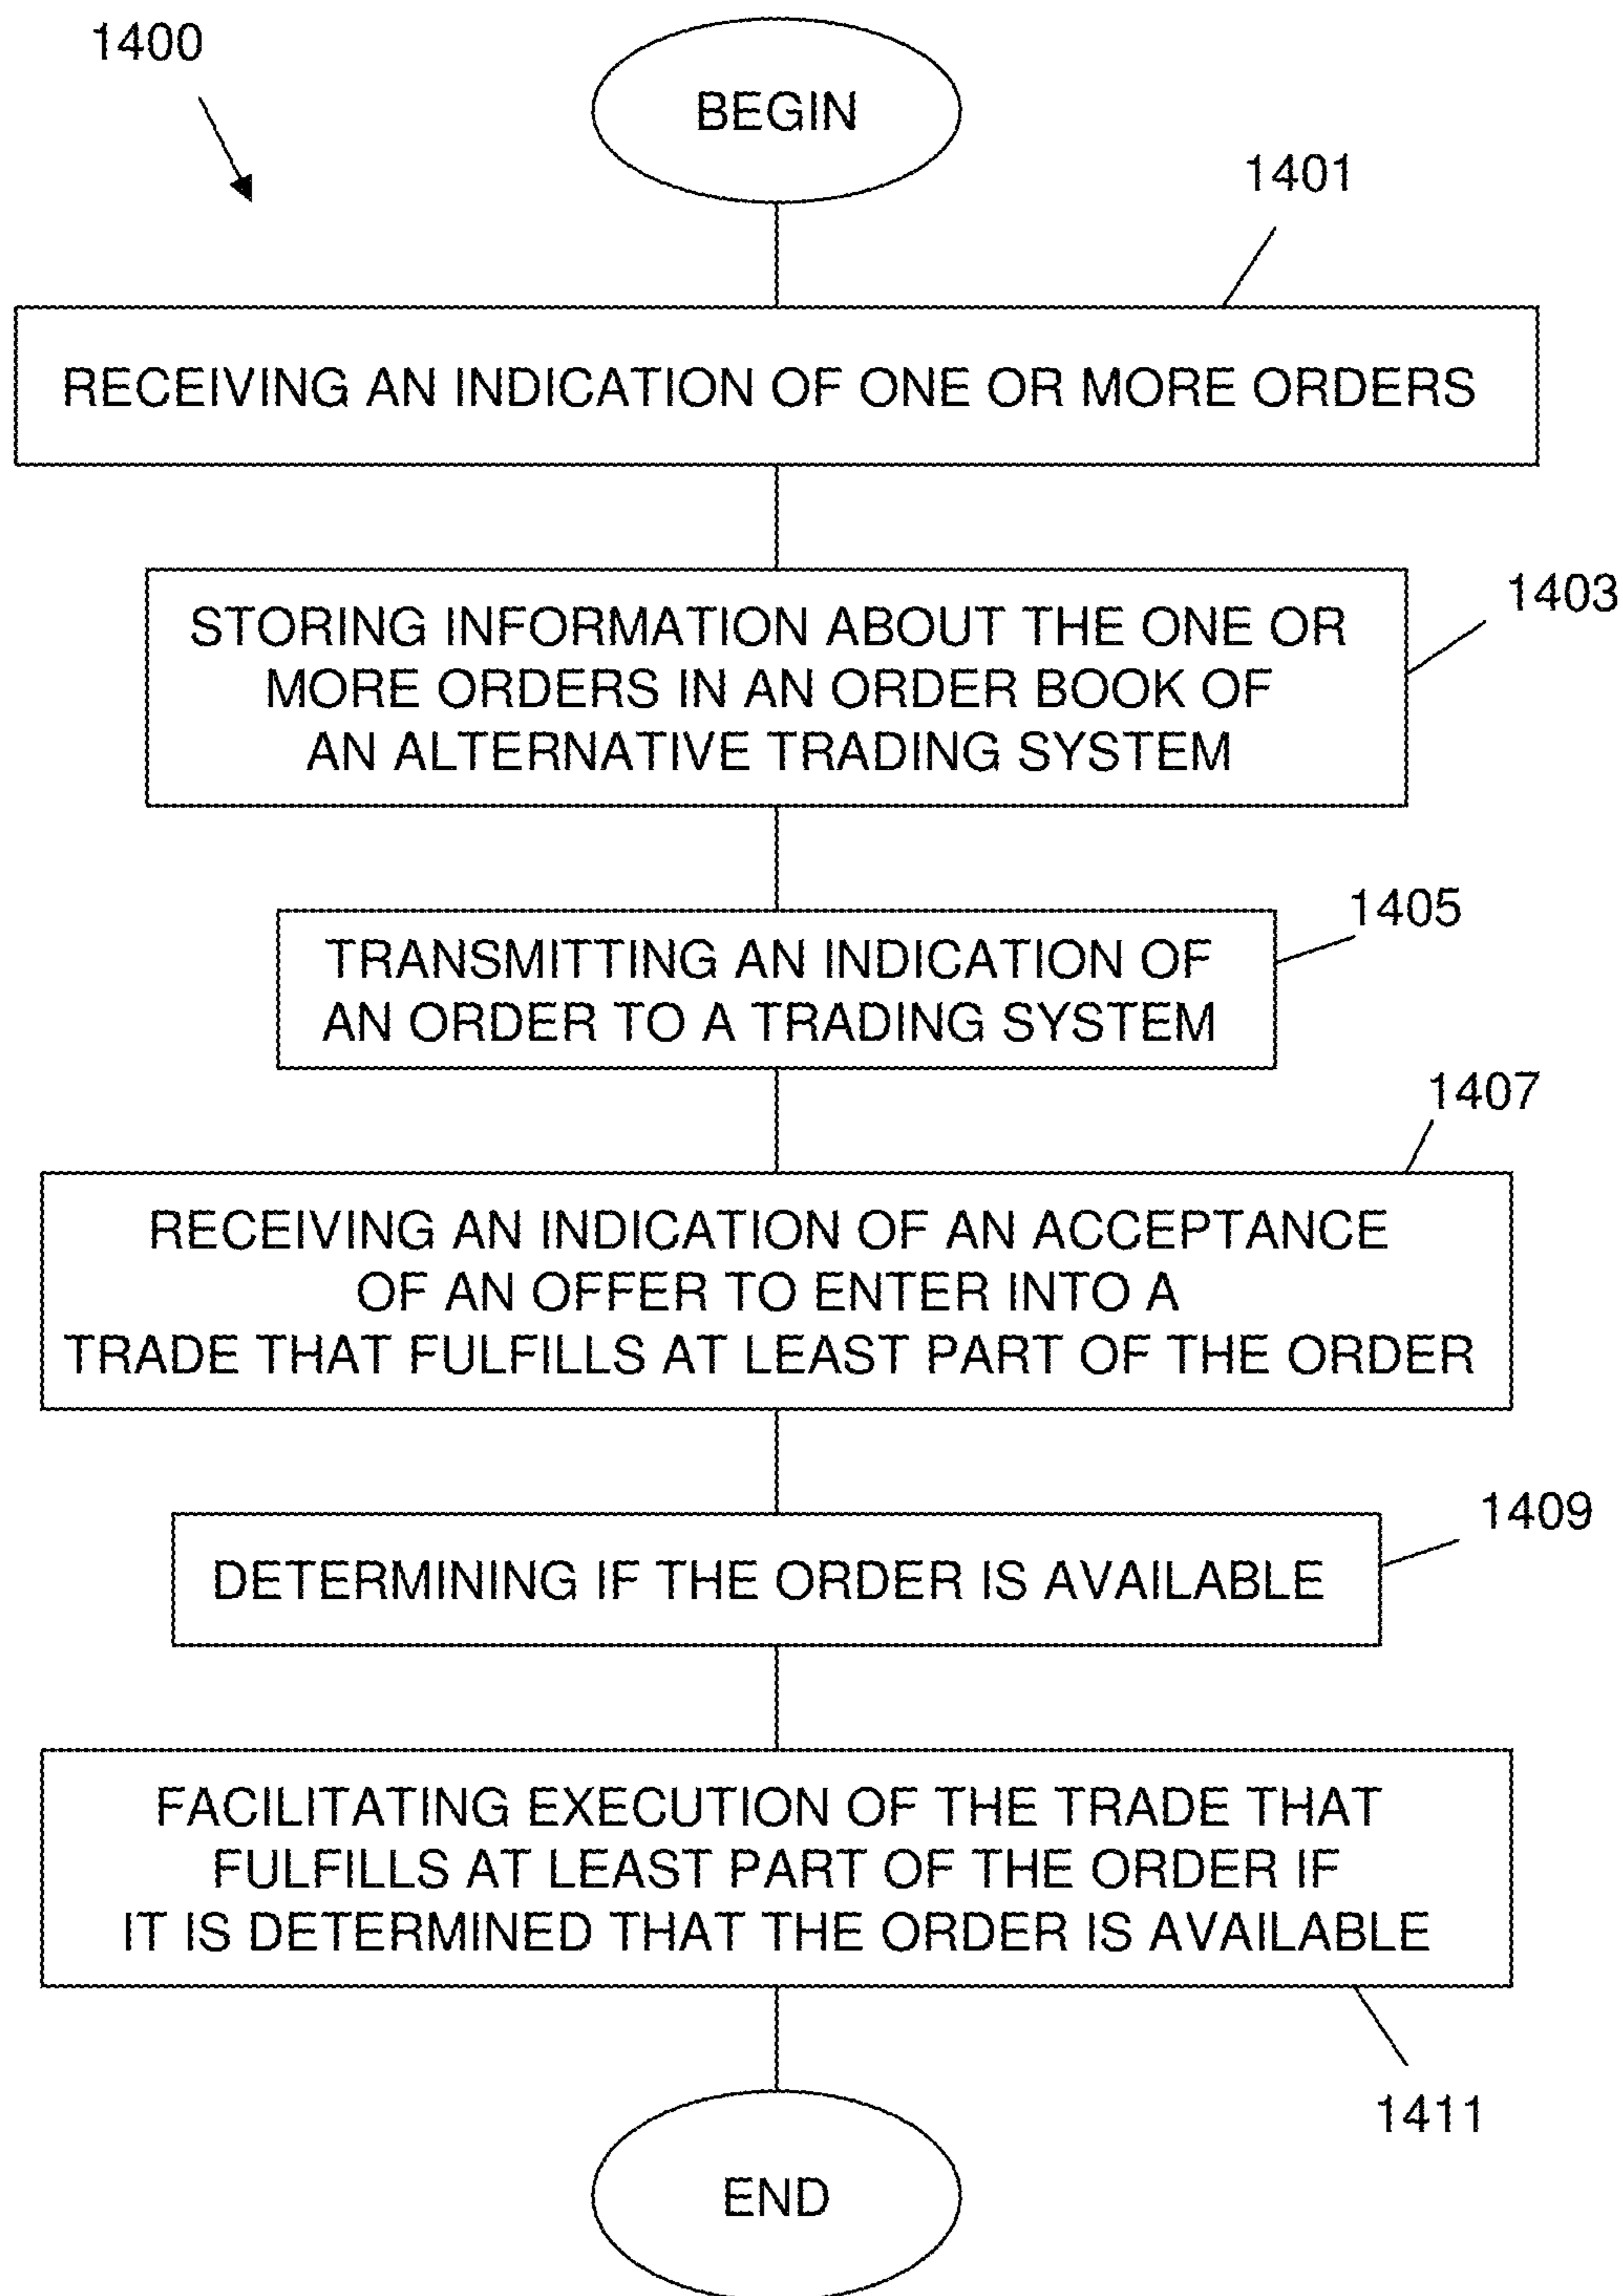 1400
BEGIN
1401
RECEIVING AN INDICATION OF ONE OR MORE ORDERS
1403
STORING INFORMATION ABOUT THE ONE OR
MORE ORDERS IN AN ORDER BOOK OF
AN ALTERNATIVE TRADING SYSTEM
1405
TRANSMITTING AN INDICATION OF
AN ORDER TO A TRADING SYSTEM
1407
RECEIVING AN INDICATION OF AN ACCEPTANCE
OF AN OFFER TO ENTER INTO A
TRADE THAT FULFILLS AT LEAST PART OF THE ORDER
1409
DETERMINING IF THE ORDER IS AVAILABLE
FACILITATING EXECUTION OF THE TRADE THAT
FULFILLS AT LEAST PART OF THE ORDER IF
IT IS DETERMINED THAT THE ORDER IS AVAILABLE
1411
END